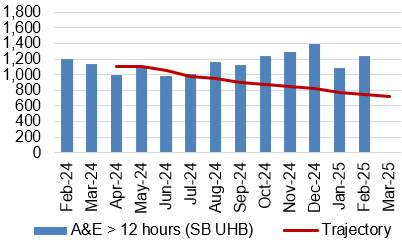 1,800
1,600
1,400
1,200
1,000
800
600
400
200
0
Feb-24
Mar-24
Apr-24
May-24
Jun-24
Jul-24
Aug-24
Sep-24
Oct-24
Nov-24
Dec-24
Jan-25
Feb-25
Mar-25
A&E > 12 hours (SB UHB) Trajectory